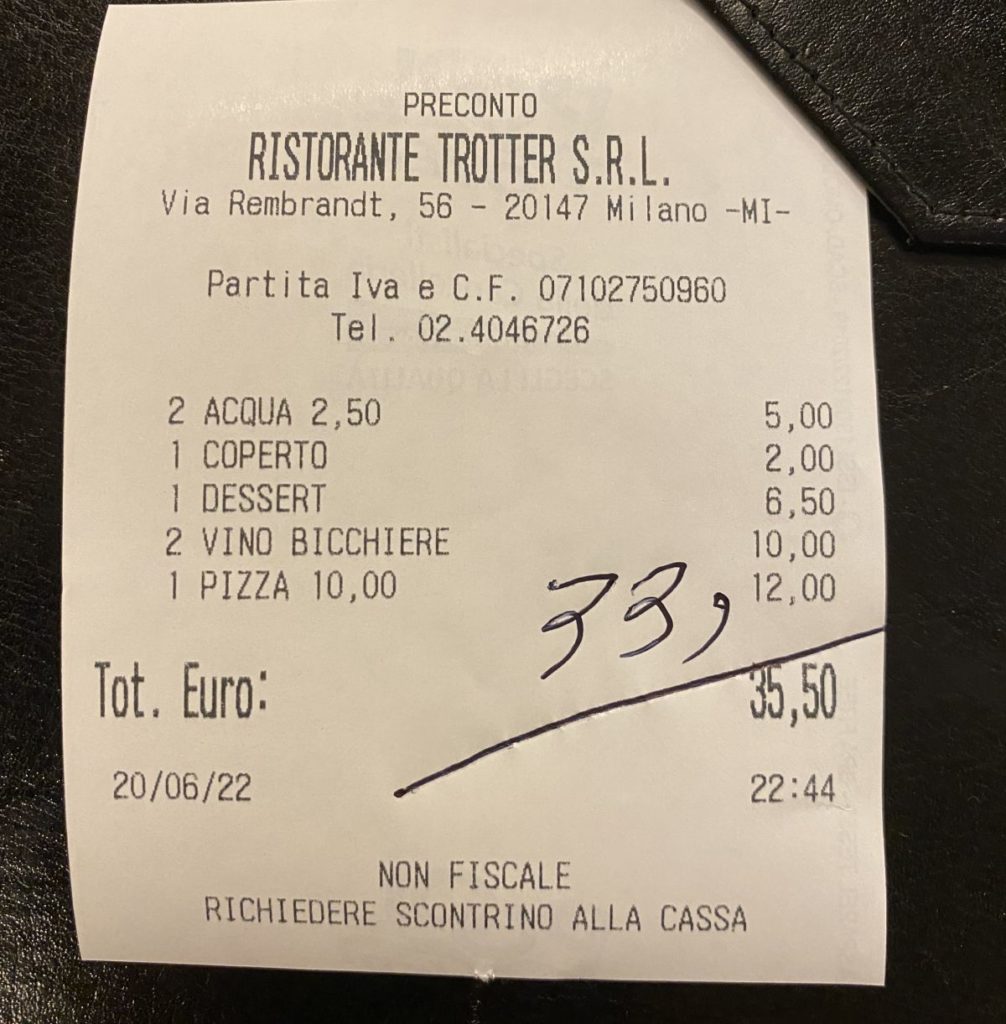 PRECONTO
RISTORANTE TROTTER S.R.L.
Via Rembrandt, 56 - 20147 Milano -MI-
Partita Iva e C.F. 07102750960
Tel. 02.4046726
2 ACQUA 2,50 5,00
1 COPERTO 2,00
1 DESSERT 6,50
2 VINO BICCHIERE 10,00
1 PIZZA 10,00 12,00
33,
Tot. Euro: 35,50
20/06/22 22:44
NON FISCALE
RICHIEDERE SCONTRINO ALLA CASSA